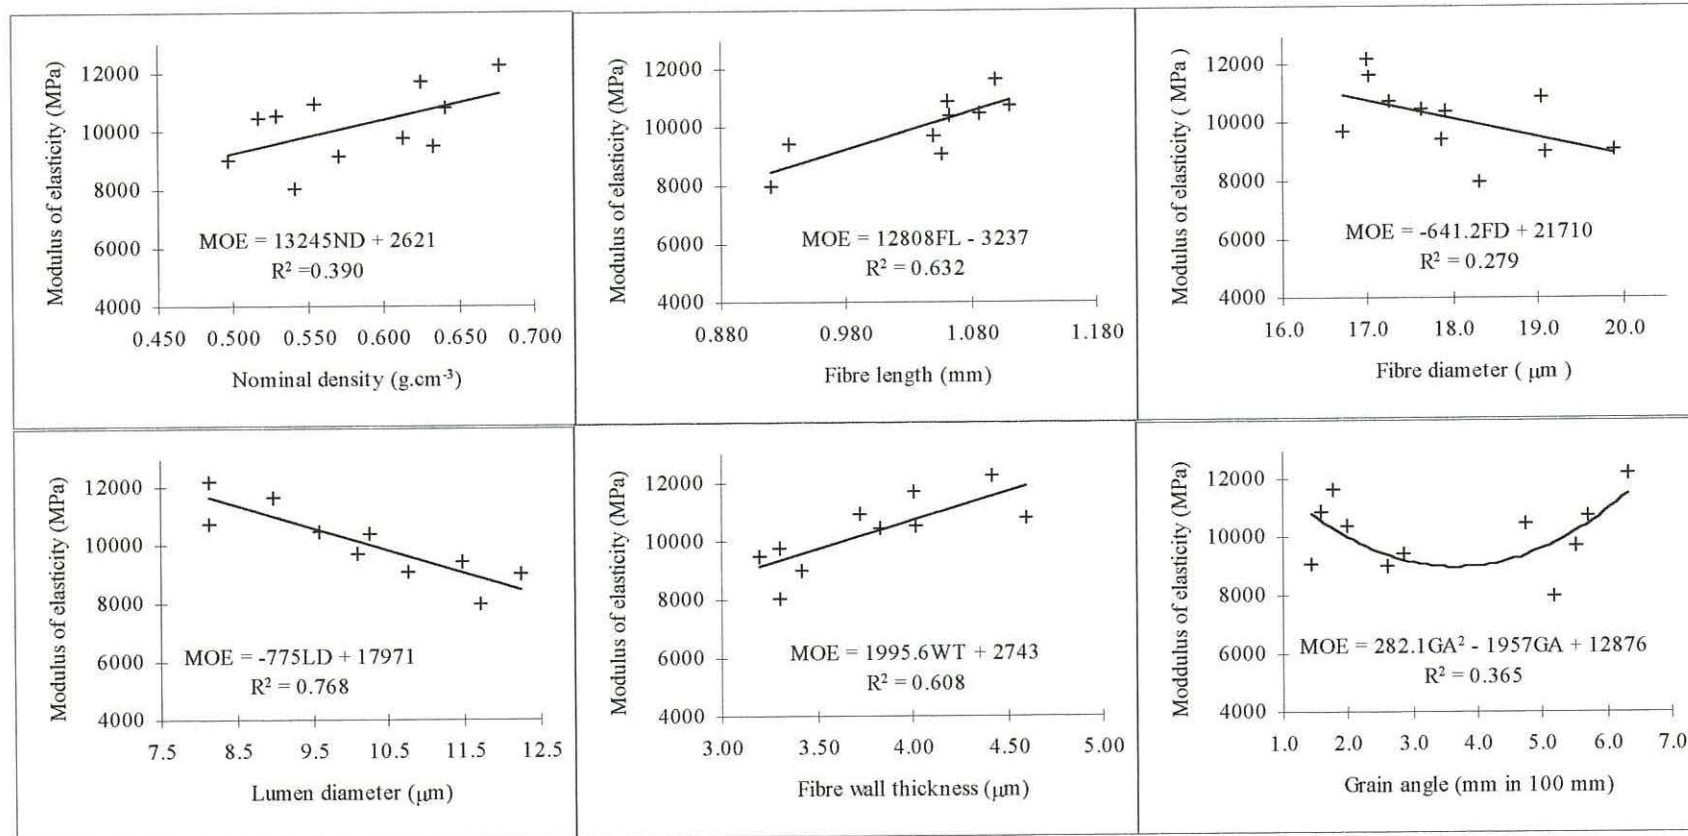 Modulus of elasticity (MPa)
12000
10000
8000
6000
4000
MOE = 13245ND + 2621
R² =0.390
0.450 0.500 0.550 0.600 0.650 0.700
Nominal density (g.cm⁻³)
Modulus of elasticity (MPa)
12000
10000
8000
6000
4000
MOE = 12808FL - 3237
R² = 0.632
0.880 0.980 1.080 1.180
Fibre length (mm)
Modulus of elasticity ( MPa )
12000
10000
8000
6000
4000
MOE = -641.2FD + 21710
R² = 0.279
16.0 17.0 18.0 19.0 20.0
Fibre diameter ( μm )
Modulus of elasticity (MPa)
12000
10000
8000
6000
4000
MOE = -775LD + 17971
R² = 0.768
7.5 8.5 9.5 10.5 11.5 12.5
Lumen diameter (μm)
Modulus of elasticity (MPa)
12000
10000
8000
6000
4000
MOE = 1995.6WT + 2743
R² = 0.608
3.00 3.50 4.00 4.50 5.00
Fibre wall thickness (μm)
Moddulus of elasticity (MPa)
12000
10000
8000
6000
4000
MOE = 282.1GA² - 1957GA + 12876
R² = 0.365
1.0 2.0 3.0 4.0 5.0 6.0 7.0
Grain angle (mm in 100 mm)